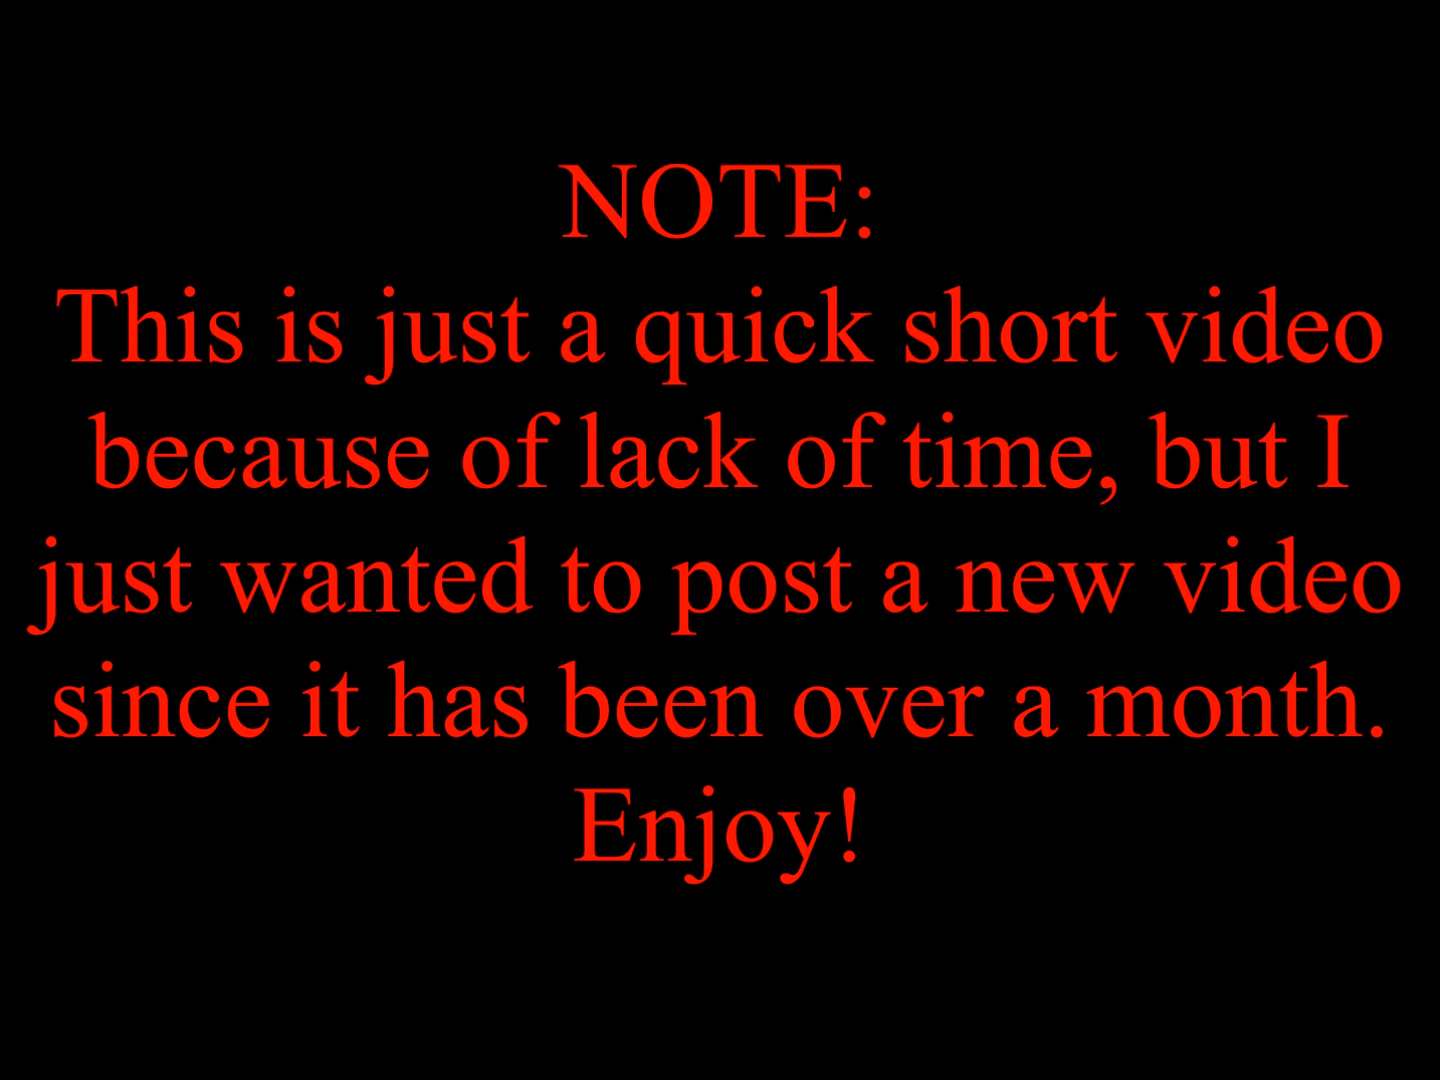 NOTE:
This is just a quick short video
because of lack of time, but I
just wanted to post a new video
since it has been over a month.
Enjoy!